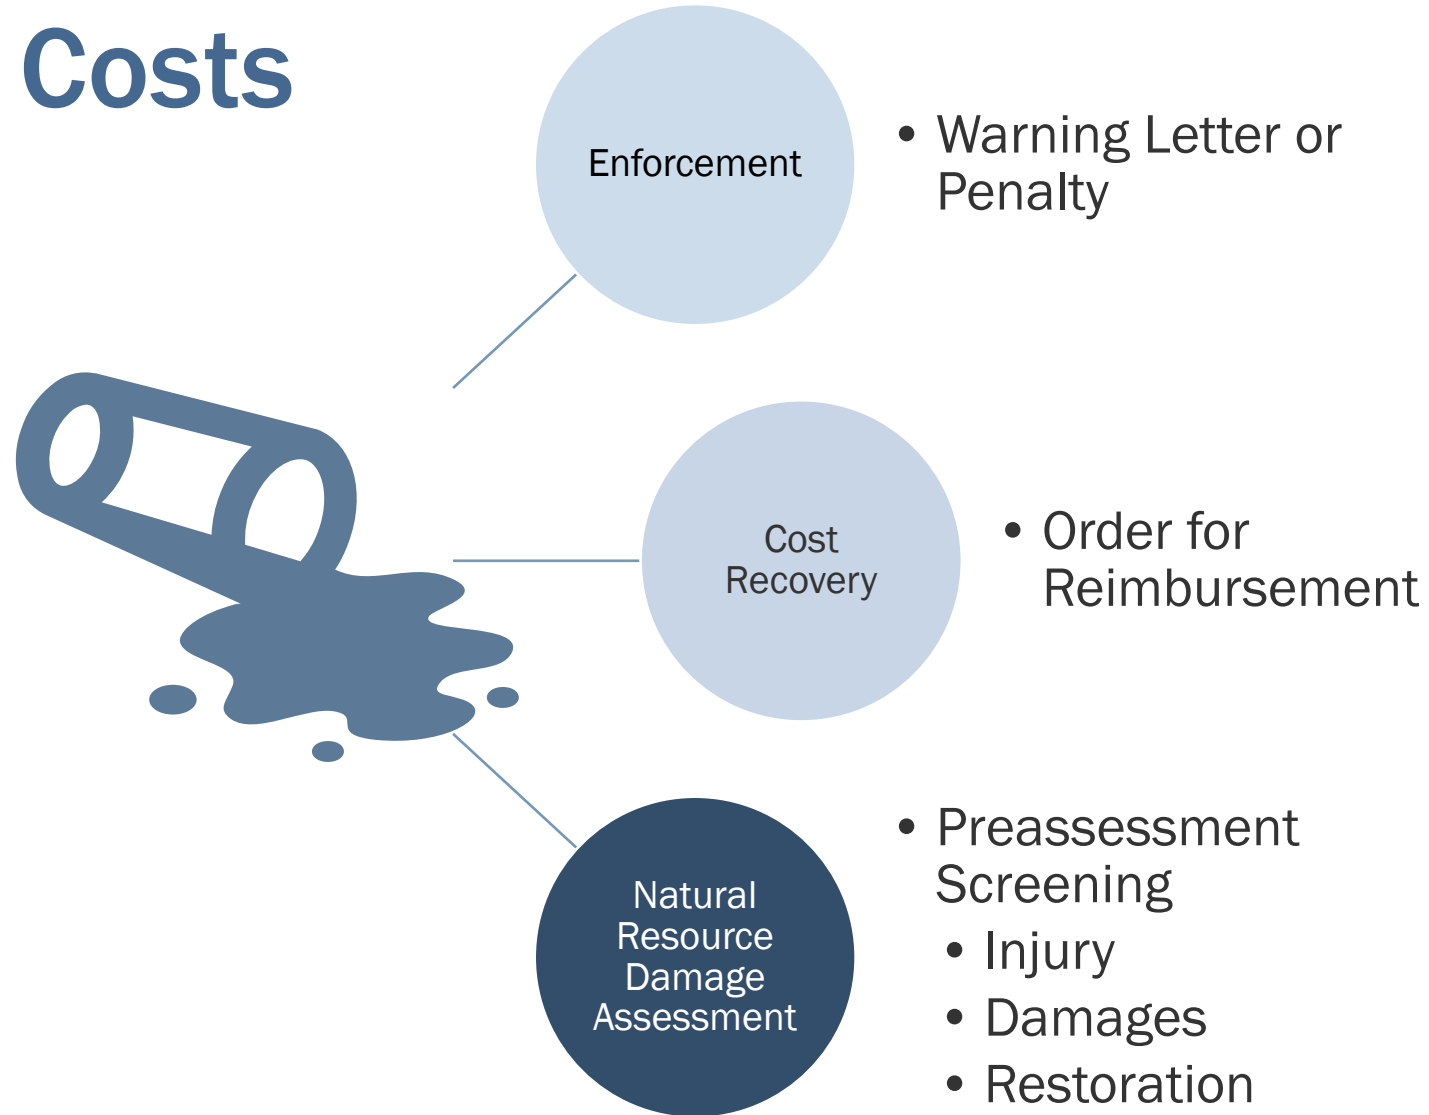 Costs
Enforcement
• Warning Letter or
Penalty
Cost
Recovery
• Order for
Reimbursement
Natural
Resource
Damage
Assessment
• Preassessment
Screening
• Injury
• Damages
• Restoration